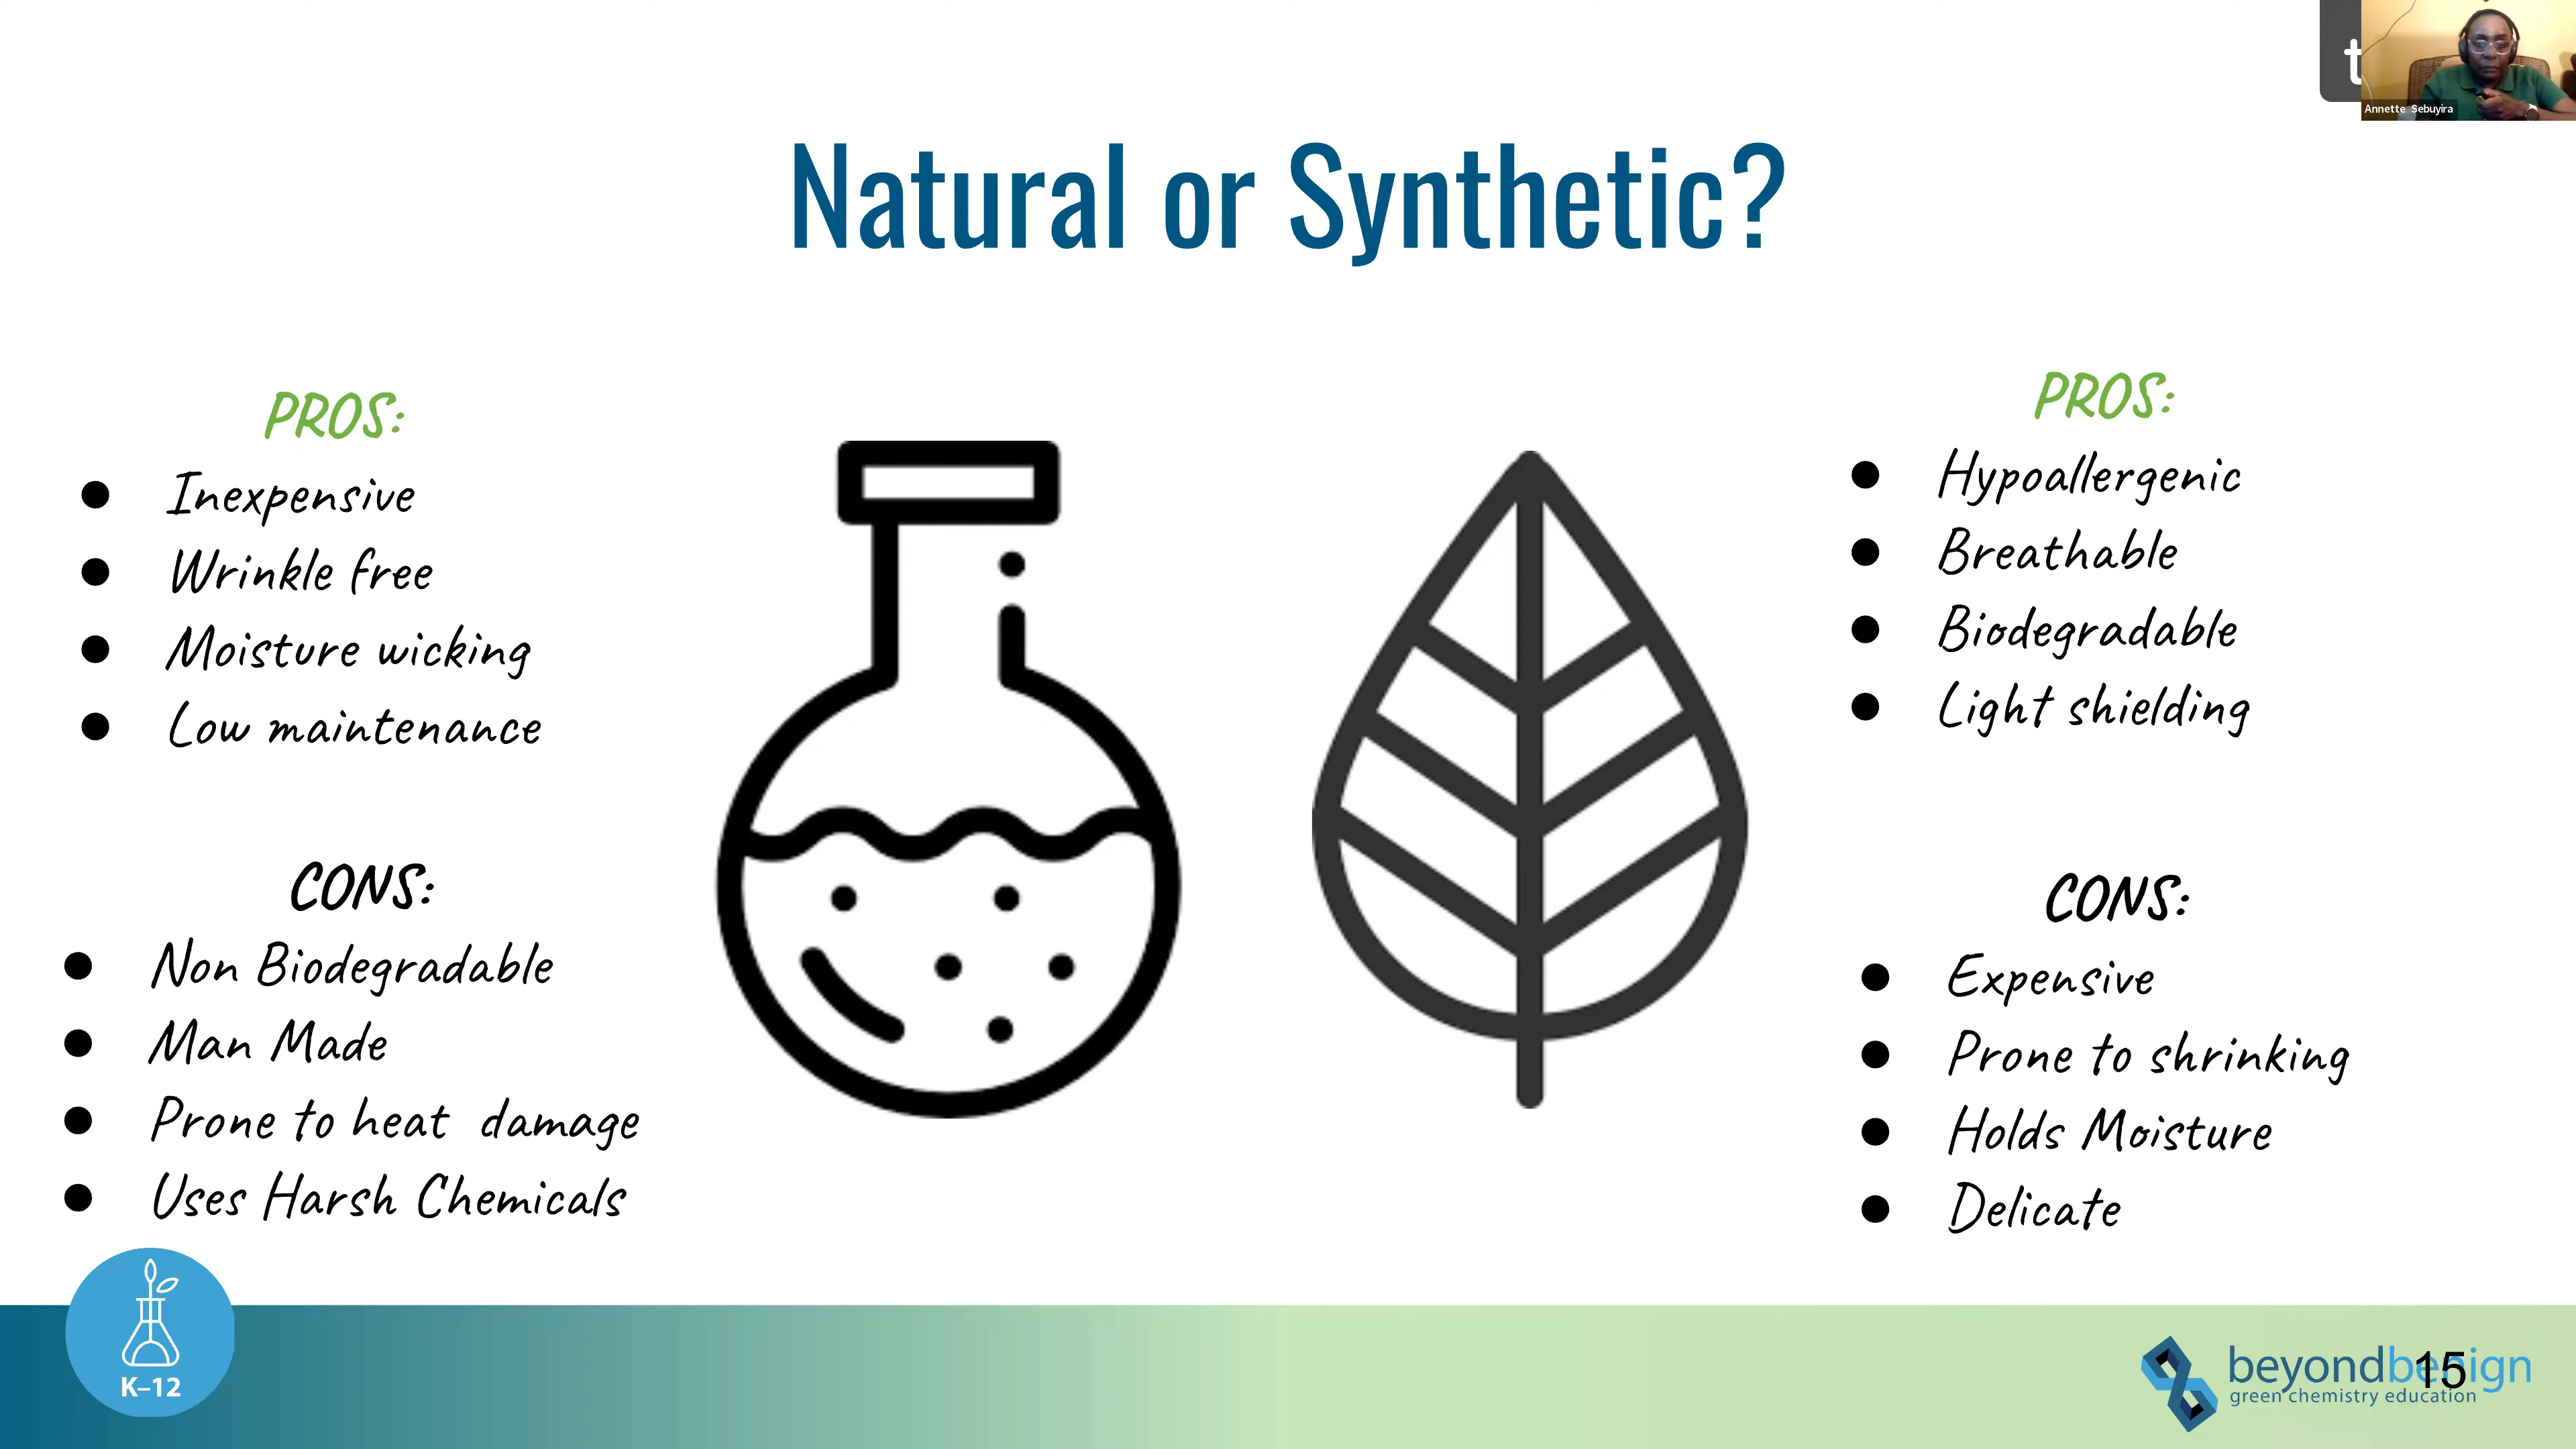 t
Annette Sebuyira
Natural or Synthetic?
PROS:
Inexpensive
Wrinkle free
Moisture wicking
Low maintenance
CONS:
Non Biodegradable
Man Made
Prone to heat damage
Uses Harsh Chemicals
PROS:
Hypoallergenic
Breathable
Biodegradable
Light shielding
CONS:
Expensive
Prone to shrinking
Holds Moisture
Delicate
K-12
beyondbenign
green chemistry education
15